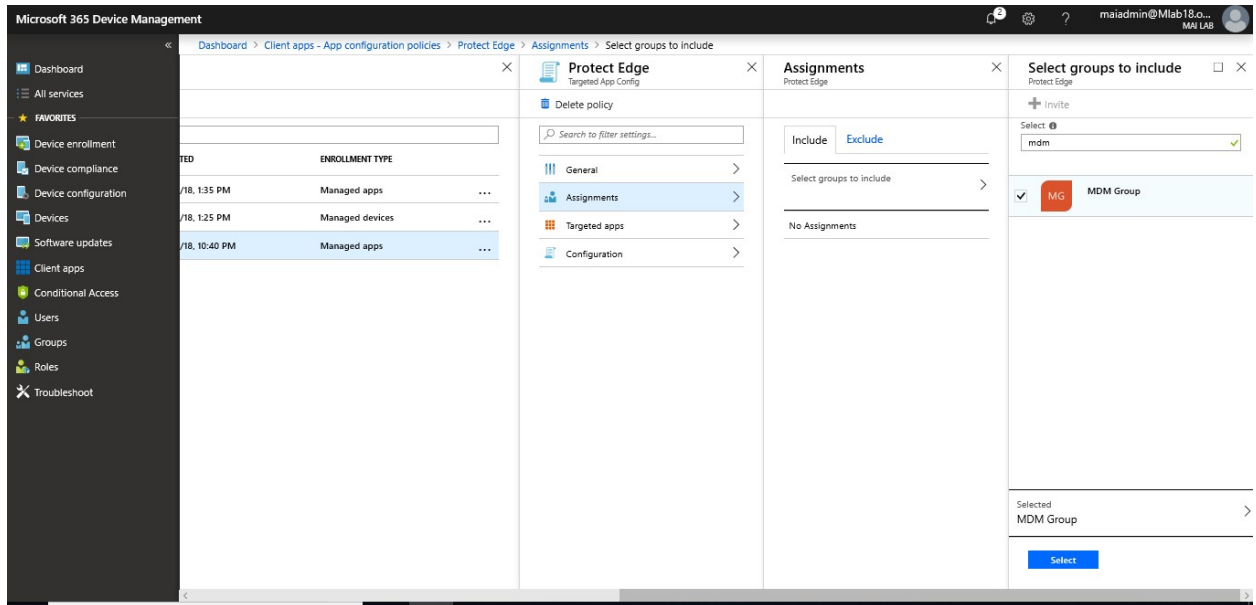 Microsoft 365 Device Management
2
?
maiadmin@Mlab18.o...
MAI LAB
«
Dashboard > Client apps - App configuration policies > Protect Edge > Assignments > Select groups to include
Dashboard
All services
FAVORITES
Device enrollment
Device compliance
Device configuration
Devices
Software updates
Client apps
Conditional Access
Users
Groups
Roles
Troubleshoot
TED ENROLLMENT TYPE
/18, 1:35 PM Managed apps ...
/18, 1:25 PM Managed devices ...
/18, 10:40 PM Managed apps ...
Protect Edge
Targeted App Config
Delete policy
Search to filter settings...
General
Assignments
Targeted apps
Configuration
Assignments
Protect Edge
Include Exclude
Select groups to include
No Assignments
Select groups to include
Protect Edge
Invite
Select
mdm
MG MDM Group
Selected
MDM Group
Select